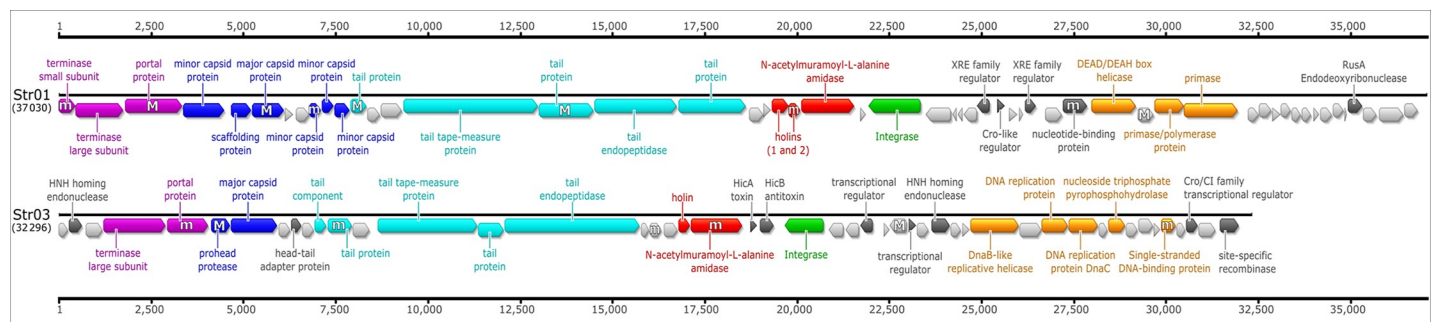 1 2,500 5,000 7,500 10,000 12,500 15,000 17,500 20,000 22,500 25,000 27,500 30,000 32,500 35,000
terminase portal minor capsid major capsid minor capsid tail protein tail tail N-acetylmuramoyl-L-alanine XRE family XRE family DEAD/DEAH box primase RusA
small subunit protein protein protein protein protein protein amidase regulator regulator helicase Endodeoxyribonuclease
Str01
(37030)
m M M m M M m m m
terminase scaffolding minor capsid minor capsid tail tape-measure tail holins Integrase Cro-like nucleotide-binding primase/polymerase
large subunit protein protein protein protein endopeptidase (1 and 2) regulator protein protein
HNH homing portal major capsid tail tail tape-measure tail holin HicA HicB transcriptional HNH homing DNA replication nucleoside triphosphate Cro/CI family
endonuclease protein protein component protein endopeptidase toxin antitoxin regulator endonuclease protein pyrophosphohydrolase transcriptional regulator
Str03
(32296)
m M m m m M m
terminase prohead head-tail tail protein tail N-acetylmuramoyl-L-alanine Integrase transcriptional DnaB-like DNA replication Single-stranded site-specific
large subunit protease adapter protein protein amidase regulator replicative helicase protein DnaC DNA-binding protein recombinase
1 2,500 5,000 7,500 10,000 12,500 15,000 17,500 20,000 22,500 25,000 27,500 30,000 32,500 35,000